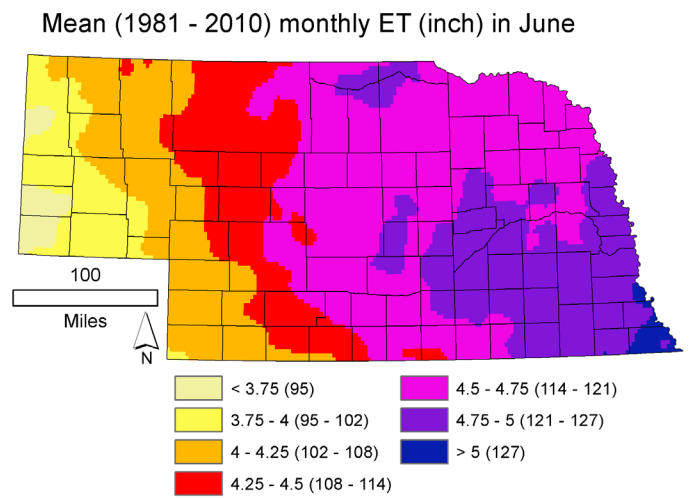 Mean (1981 - 2010) monthly ET (inch) in June
100
Miles
N
< 3.75 (95)
3.75 - 4 (95 - 102)
4 - 4.25 (102 - 108)
4.25 - 4.5 (108 - 114)
4.5 - 4.75 (114 - 121)
4.75 - 5 (121 - 127)
> 5 (127)